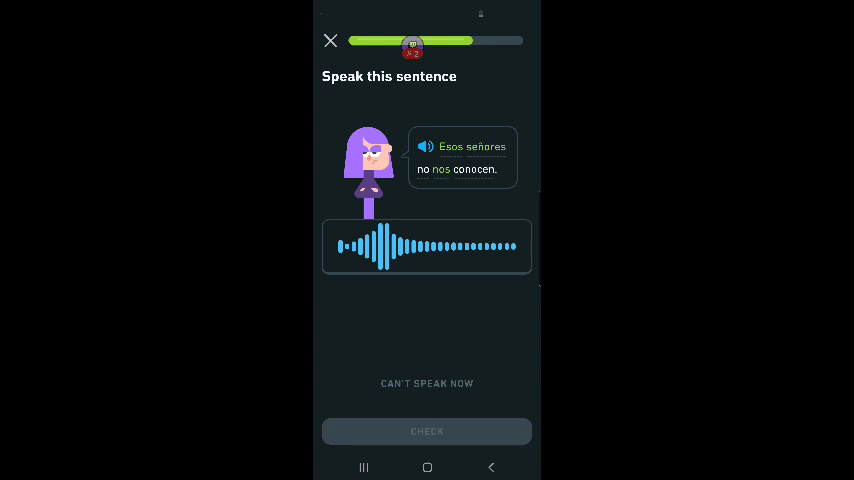 Speak this sentence
Esos señores
no nos conocen.
CAN'T SPEAK NOW
CHECK